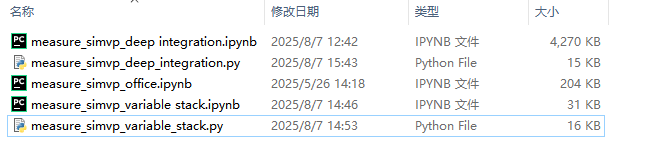 名称 修改日期 类型 大小
measure_simvp_deep integration.ipynb 2025/8/7 12:42 IPYNB 文件 4,270 KB
measure_simvp_deep_integration.py 2025/8/7 15:43 Python File 15 KB
measure_simvp_office.ipynb 2025/5/26 14:18 IPYNB 文件 204 KB
measure_simvp_variable stack.ipynb 2025/8/7 14:46 IPYNB 文件 31 KB
measure_simvp_variable_stack.py 2025/8/7 14:53 Python File 16 KB